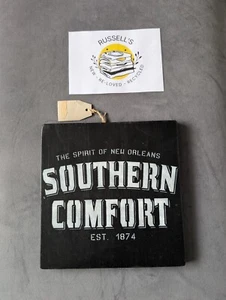 RUSSELL'S
NEW · RE-LOVED · RECYCLED
THE SPIRIT OF NEW ORLEANS
SOUTHERN
COMFORT
EST. 1874